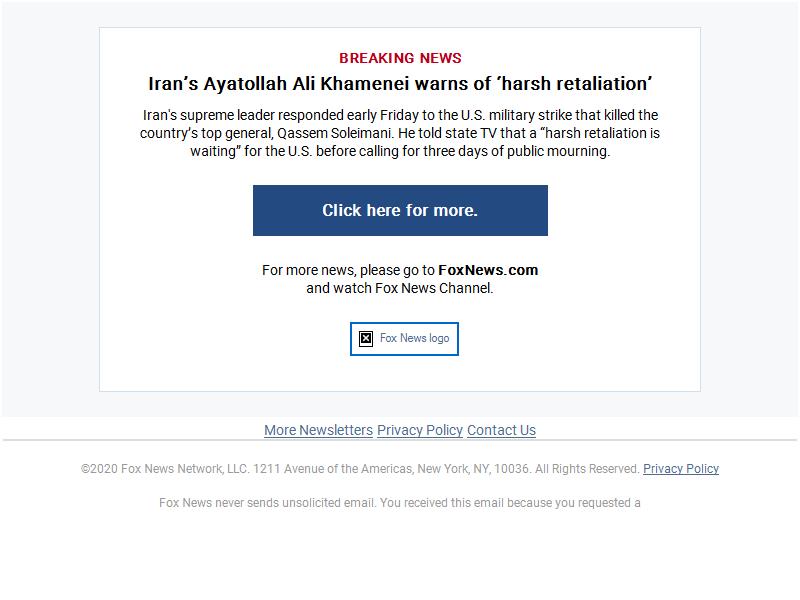 BREAKING NEWS
Iran’s Ayatollah Ali Khamenei warns of ‘harsh retaliation’
Iran's supreme leader responded early Friday to the U.S. military strike that killed the
country’s top general, Qassem Soleimani. He told state TV that a “harsh retaliation is
waiting” for the U.S. before calling for three days of public mourning.
Click here for more.
For more news, please go to FoxNews.com
and watch Fox News Channel.
Fox News logo
More Newsletters Privacy Policy Contact Us
©2020 Fox News Network, LLC. 1211 Avenue of the Americas, New York, NY, 10036. All Rights Reserved. Privacy Policy
Fox News never sends unsolicited email. You received this email because you requested a